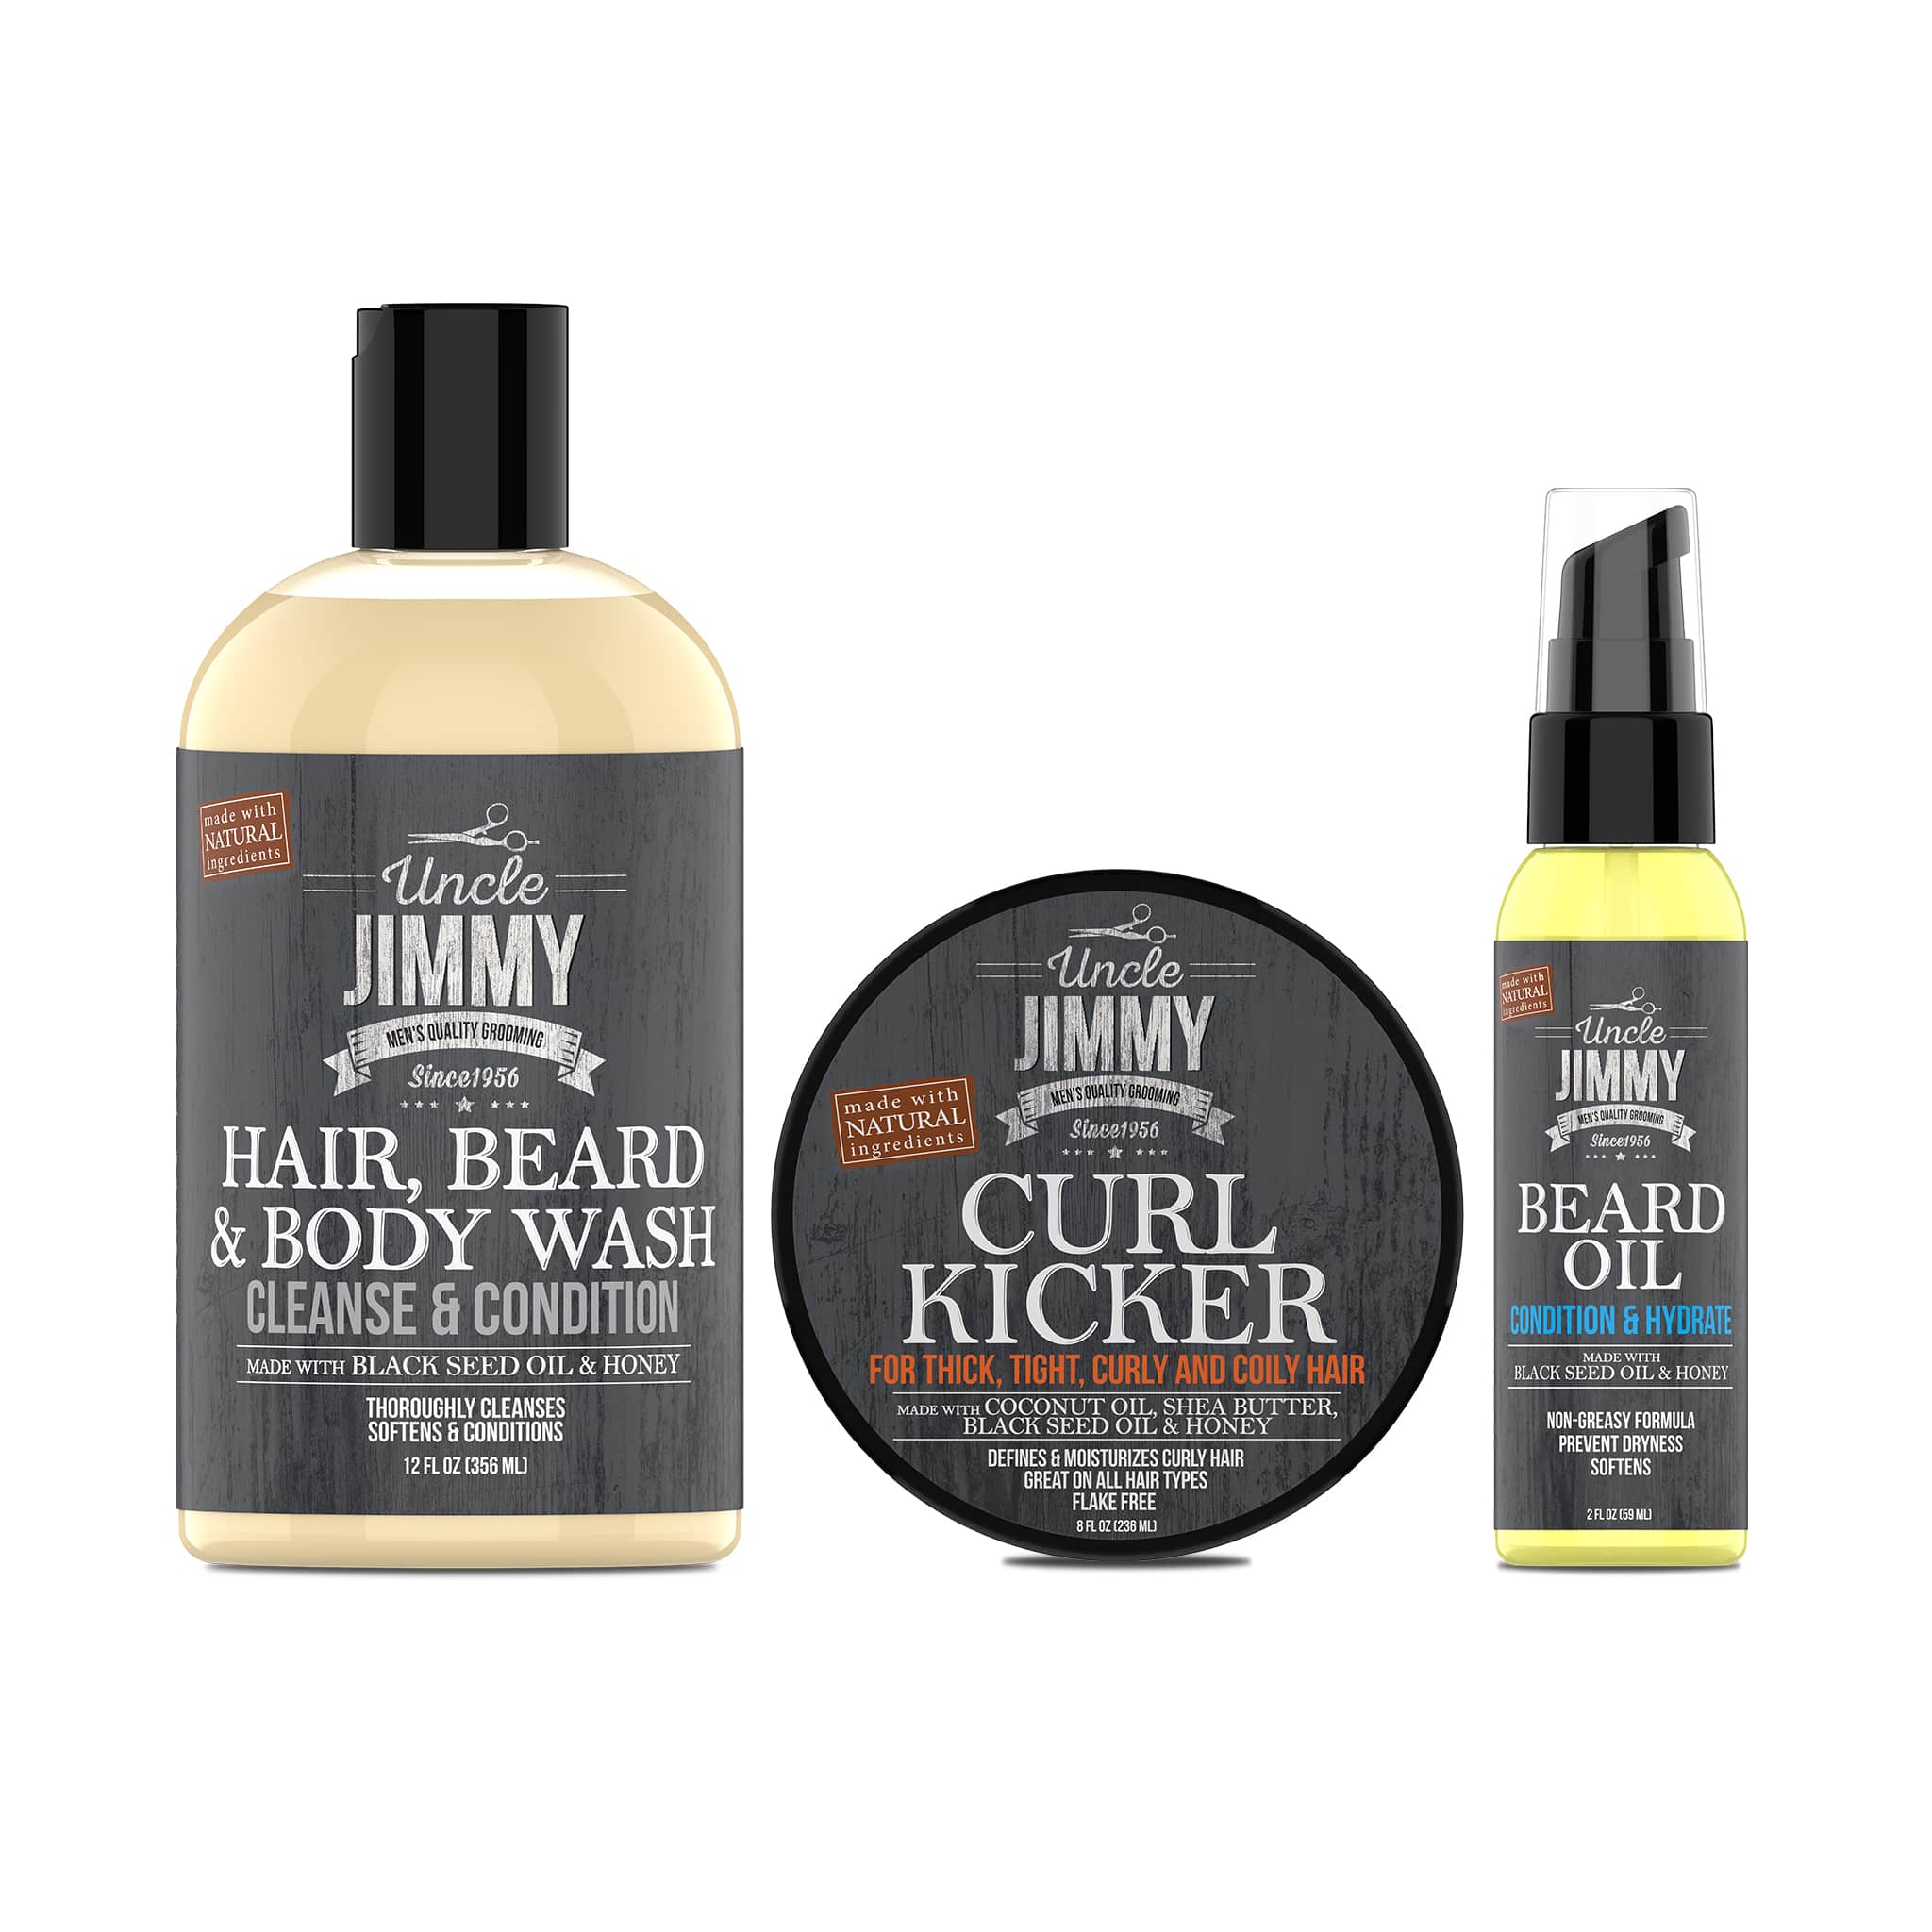 made with
NATURAL
ingredients
Uncle
JIMMY
MEN'S QUALITY GROOMING
Since1956
HAIR, BEARD
& BODY WASH
CLEANSE & CONDITION
MADE WITH BLACK SEED OIL & HONEY
THOROUGHLY CLEANSES
SOFTENS & CONDITIONS
12 FL OZ (356 ML)
Uncle
JIMMY
MEN'S QUALITY GROOMING
Since1956
made with
NATURAL
ingredients
CURL
KICKER
FOR THICK, TIGHT, CURLY AND COILY HAIR
MADE WITH COCONUT OIL, SHEA BUTTER,
BLACK SEED OIL & HONEY
DEFINES & MOISTURIZES CURLY HAIR
GREAT ON ALL HAIR TYPES
FLAKE FREE
8 FL OZ (236 ML)
made with
NATURAL
ingredients
Uncle
JIMMY
MEN'S QUALITY GROOMING
Since1956
BEARD
OIL
CONDITION & HYDRATE
MADE WITH
BLACK SEED OIL & HONEY
NON-GREASY FORMULA
PREVENT DRYNESS
SOFTENS
2 FL OZ (59 ML)